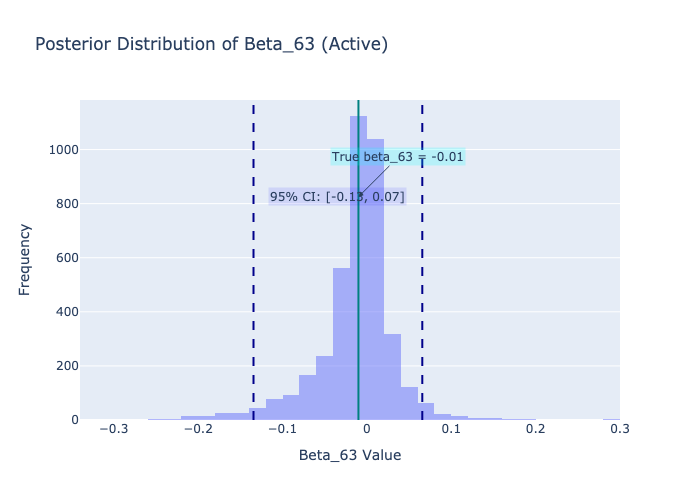 Posterior Distribution of Beta_63 (Active)
1000
800
600
400
200
0
Frequency
True beta_63 = -0.01
95% CI: [-0.13, 0.07]
−0.3
−0.2
−0.1
0
0.1
0.2
0.3
Beta_63 Value